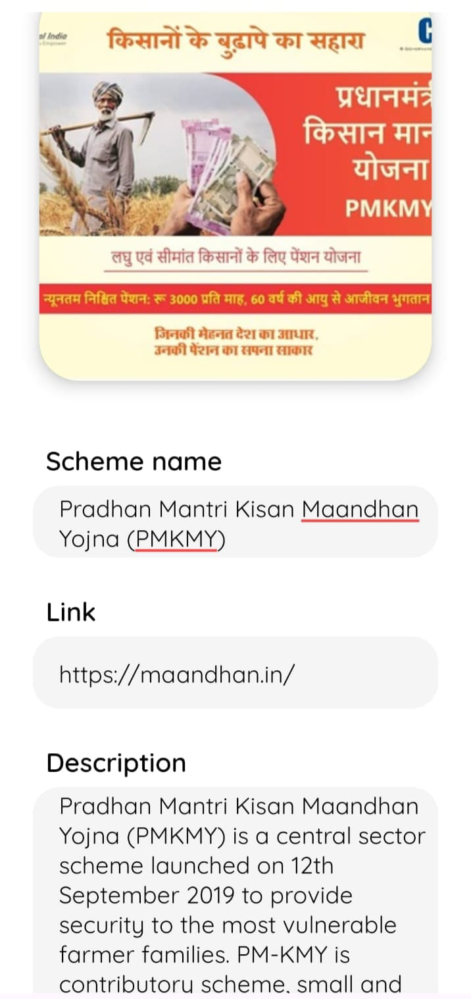 al India
किसानों के बुढ़ापे का सहारा
किसान
योजना
PMKMY
लघु एवं सीमांत किसानों के लिए पेंशन योजना
न्यूनतम निश्चित पेंशन: रू 3000 प्रति माह, 60 वर्ष की आयु से आजीवन भुगतान
जिनकी मेहनत देश का आधार,
उनकी पेंशन का सपना साकार
Scheme name
Pradhan Mantri Kisan Maandhan
Yojna (PMKMY)
Link
https://maandhan.in/
Description
Pradhan Mantri Kisan Maandhan
Yojna (PMKMY) is a central sector
scheme launched on 12th
September 2019 to provide
security to the most vulnerable
farmer families. PM-KMY is
contributory scheme, small and